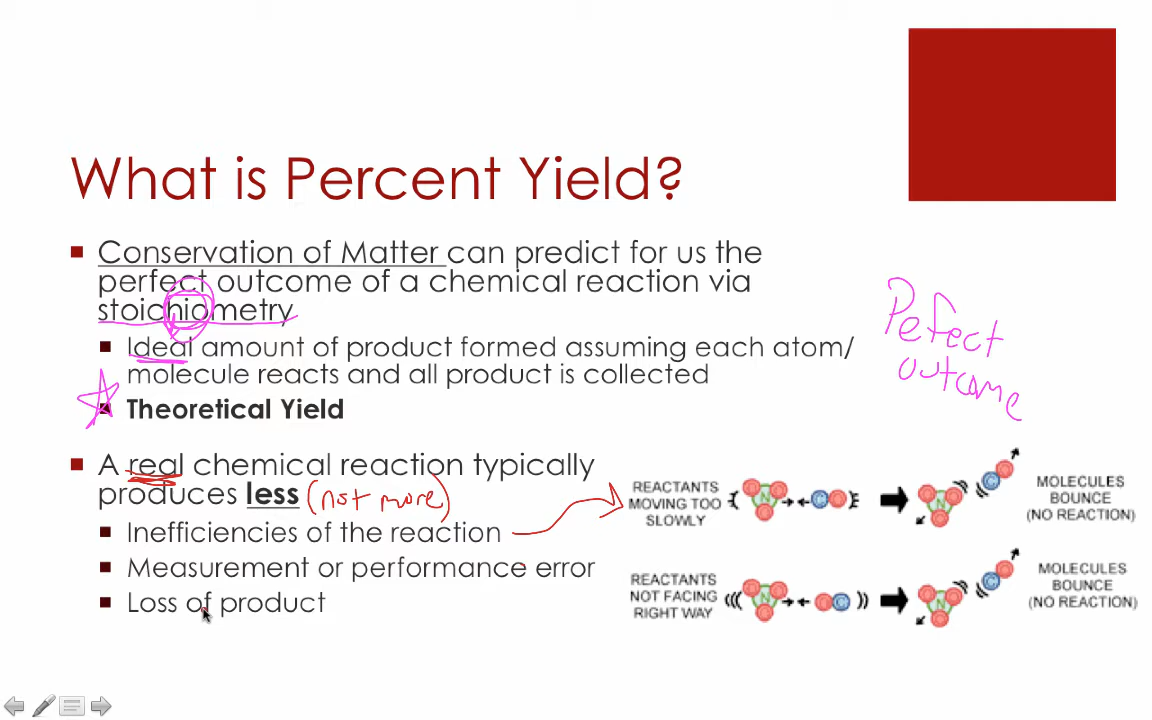 What is Percent Yield?
Conservation of Matter can predict for us the
perfect outcome of a chemical reaction via
stoichiometry
Ideal amount of product formed assuming each atom/
molecule reacts and all product is collected
Theoretical Yield
Perfect
outcome
A real chemical reaction typically
produces less (not more)
Inefficiencies of the reaction
Measurement or performance error
Loss of product
REACTANTS
MOVING TOO
SLOWLY
N
C
C
N
MOLECULES
BOUNCE
(NO REACTION)
REACTANTS
NOT FACING
RIGHT WAY
N
C
C
N
MOLECULES
BOUNCE
(NO REACTION)